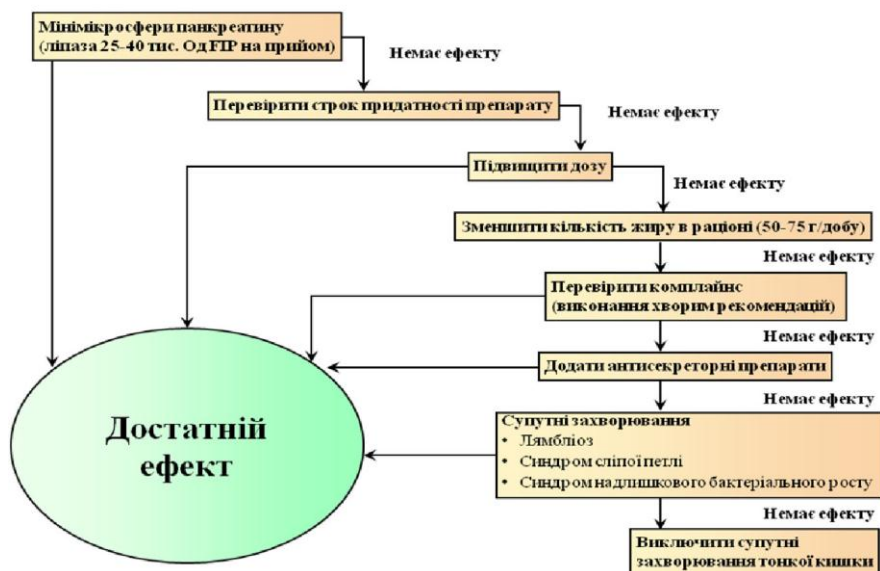 Мінімікросфери панкреатину
(ліпаза 25-40 тис. Од FIP на прийом)
Немає ефекту
Перевірити строк придатності препарату
Немає ефекту
Підвищити дозу
Немає ефекту
Зменшити кількість жиру в раціоні (50-75 г/добу)
Немає ефекту
Перевірити комплайнс
(виконання хворим рекомендацій)
Немає ефекту
Додати антисекреторні препарати
Немає ефекту
Супутні захворювання
• Лямбліоз
• Синдром сліпої петлі
• Синдром надлишкового бактеріального росту
Достатній
ефект
Немає ефекту
Виключити супутні
захворювання тонкої кишки